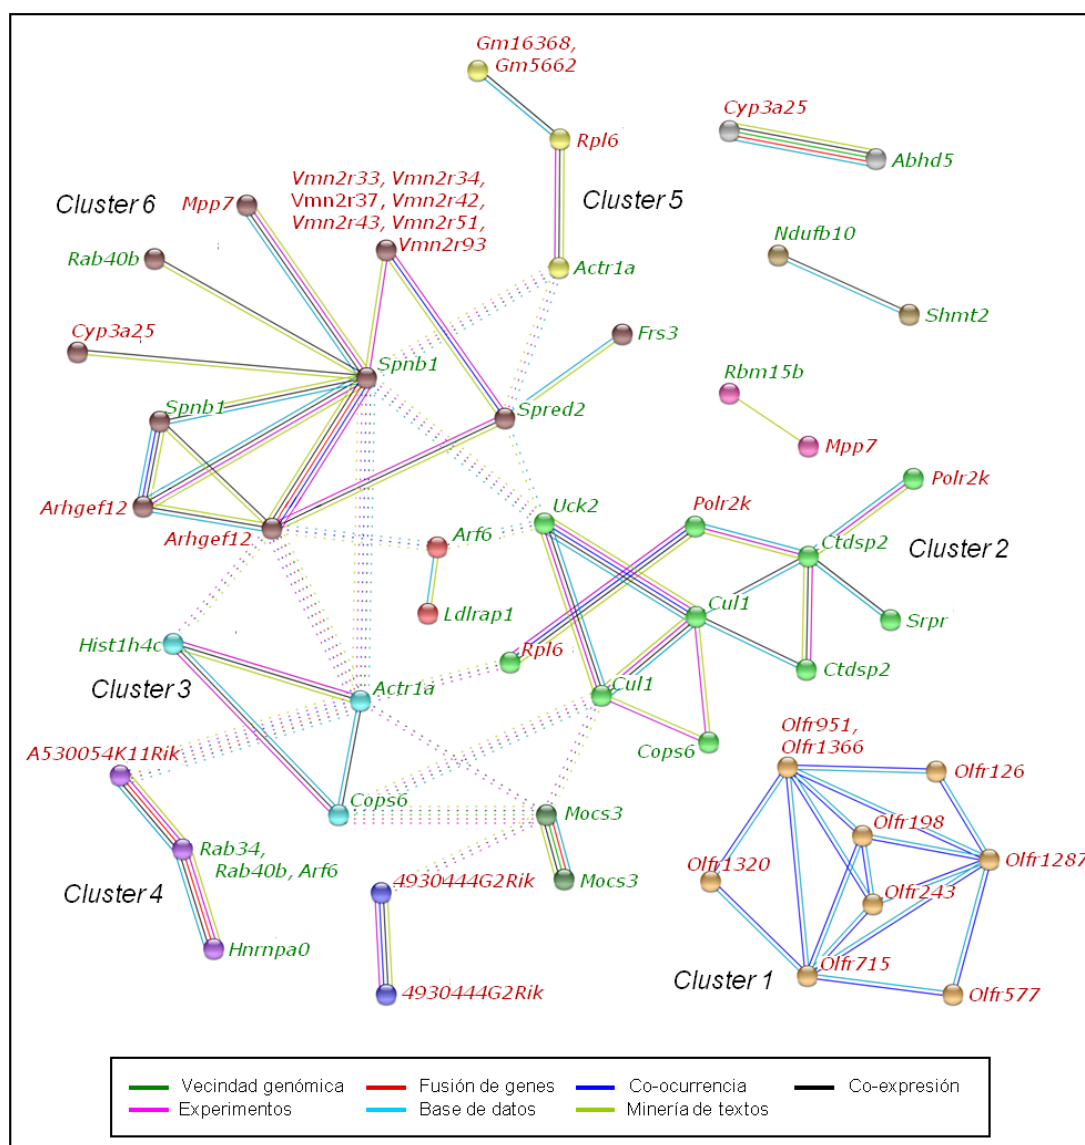 Gm16368,
Gm5662
Cyp3a25
Rpl6
Abhd5
Vmn2r33, Vmn2r34,
Vmn2r37, Vmn2r42,
Vmn2r43, Vmn2r51,
Vmn2r93
Cluster 6
Mpp7
Cluster 5
Rab40b
Ndufb10
Actr1a
Shmt2
Cyp3a25
Frs3
Spnb1
Rbm15b
Spnb1
Spred2
Mpp7
Arhgef12
Polr2k
Polr2k
Uck2
Arhgef12
Arf6
Ctdsp2
Cluster 2
Ldlrap1
Cul1
Srpr
Hist1h4c
Rpl6
Ctdsp2
Cluster 3
Actr1a
Cul1
Olfr951,
Olfr1366
A530054K11Rik
Cops6
Olfr126
Cops6
Mocs3
Olfr198
Rab34,
Rab40b, Arf6
Olfr1320
Olfr1287
Cluster 4
4930444G2Rik
Mocs3
Olfr243
Hnrnpa0
Olfr715
Cluster 1
4930444G2Rik
Olfr577
Vecindad genómica
Fusión de genes
Co-ocurrencia
Co-expresión
Experimentos
Base de datos
Minería de textos